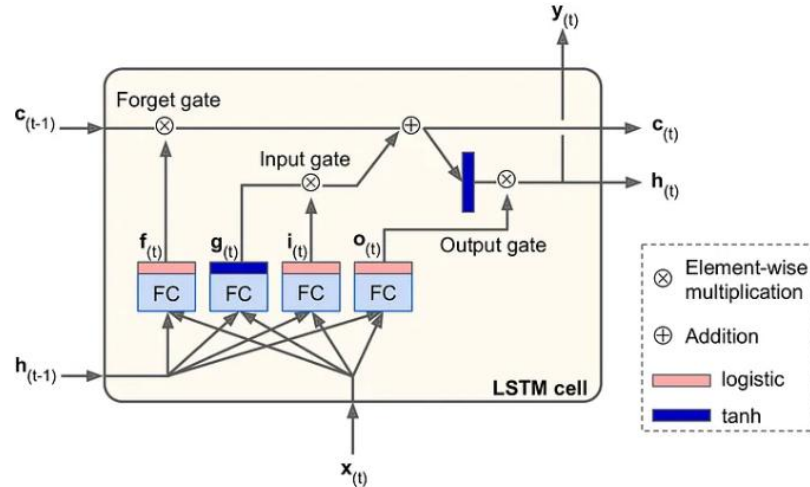 y(t)
Forget gate
c(t-1)
c(t)
Input gate
h(t)
f(t)
g(t)
i(t)
o(t)
Output gate
FC
FC
FC
FC
h(t-1)
LSTM cell
x(t)
Element-wise
multiplication
Addition
logistic
tanh